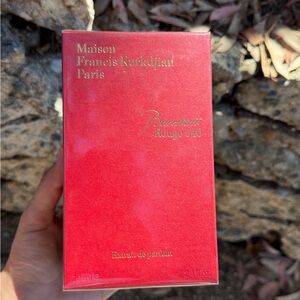 Maison
Francis Kurkdjian
Paris
Baccarat
Rouge 540
Extrait de parfum